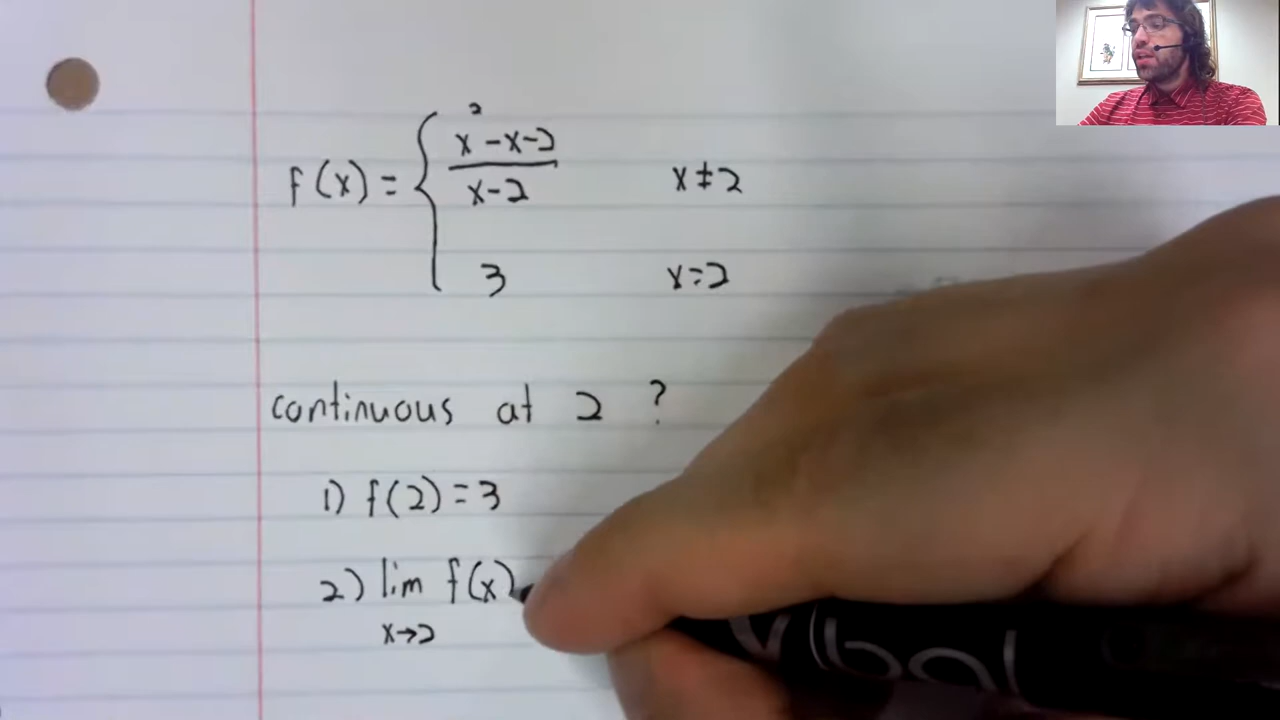 f(x) = { x² - x - 2 / x - 2    x ≠ 2
3    x = 2
continuous at 2 ?
1) f(2) = 3
2) lim f(x)
x→2